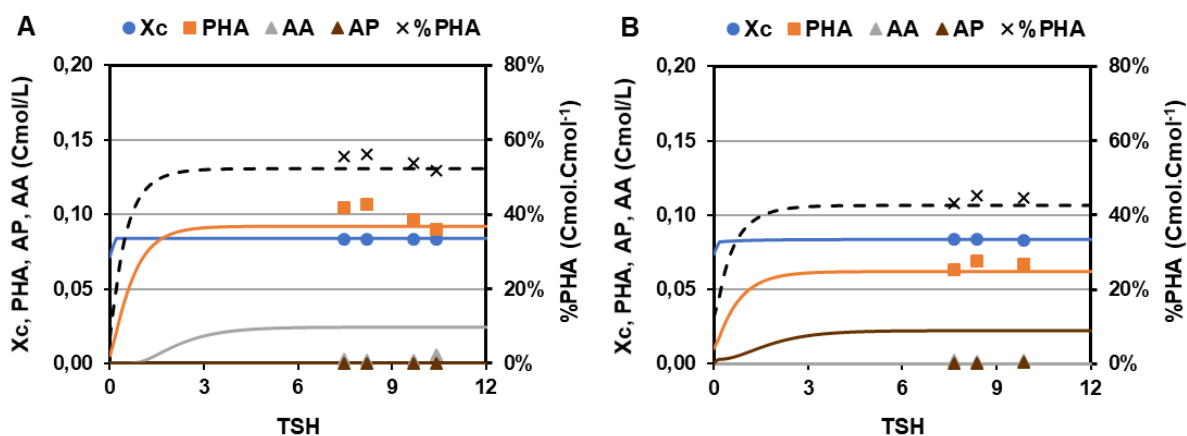 A
Xc PHA AA AP %PHA
Xc, PHA, AP, AA (Cmol/L)
0,20
0,15
0,10
0,05
0,00
80%
60%
40%
20%
0%
%PHA (Cmol.Cmol⁻¹)
0 3 6 9 12
TSH
B
Xc PHA AA AP %PHA
Xc, PHA, AP, AA (Cmol/L)
0,20
0,15
0,10
0,05
0,00
80%
60%
40%
20%
0%
%PHA (Cmol.Cmol⁻¹)
0 3 6 9 12
TSH